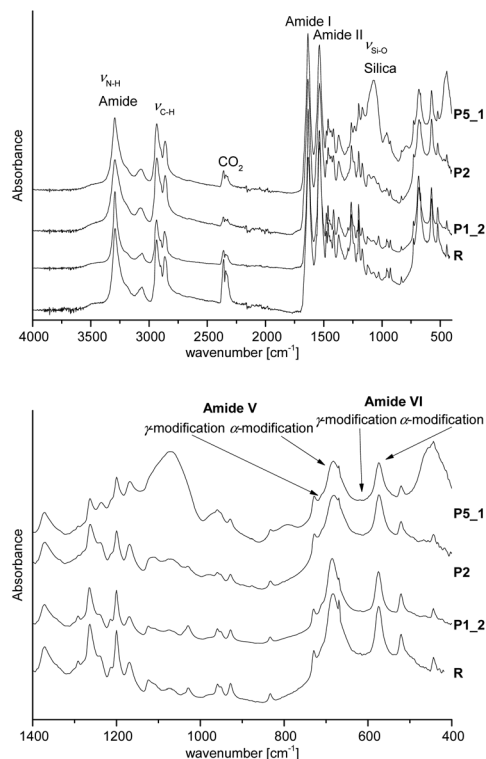 Amide I
Amide II
νSi-O
Silica
νN-H
Amide
νC-H
CO2
P5_1
P2
P1_2
R
Absorbance
4000 3500 3000 2500 2000 1500 1000 500
wavenumber [cm-1]
Amide V
Amide VI
γ-modification α-modification
γ-modification α-modification
P5_1
P2
P1_2
R
Absorbance
1400 1200 1000 800 600 400
wavenumber [cm-1]